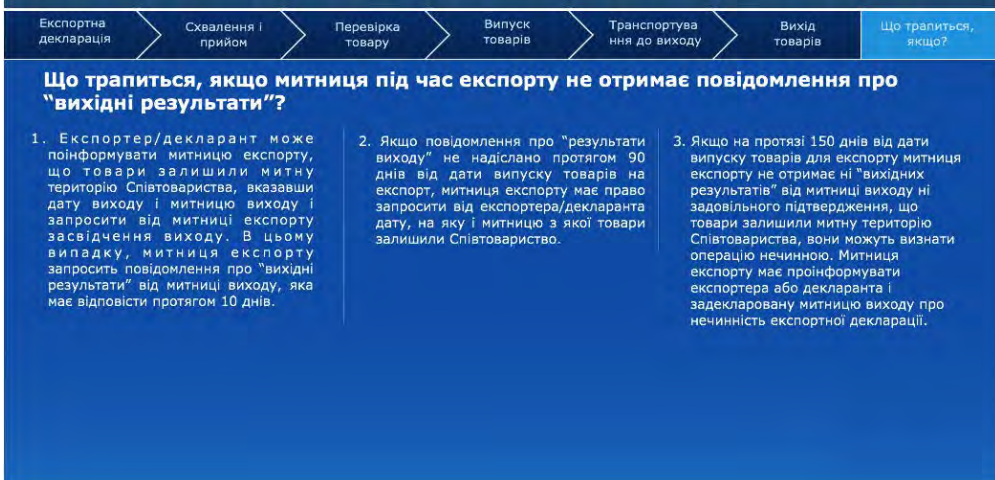 Експортна
декларація
Схвалення і
прийом
Перевірка
товару
Випуск
товарів
Транспортува
ння до виходу
Вихід
товарів
Що трапиться,
якщо?
Що трапиться, якщо митниця під час експорту не отримає повідомлення про
“вихідні результати”?
1. Експортер/декларант може
поінформувати митницю експорту,
що товари залишили митну
територію Співтовариства, вказавши
дату виходу і митницю виходу і
запросити від митниці експорту
засвідчення виходу. В цьому
випадку, митниця експорту
запросить повідомлення про “вихідні
результати” від митниці виходу, яка
має відповісти протягом 10 днів.
2. Якщо повідомлення про “результати
виходу” не надіслано протягом 90
днів від дати випуску товарів на
експорт, митниця експорту має право
запросити від експортера/декларанта
дату, на яку і митницю з якої товари
залишили Співтовариство.
3. Якщо на протязі 150 днів від дати
випуску товарів для експорту митниця
експорту не отримає ні “вихідних
результатів” від митниці виходу ні
задовільного підтвердження, що
товари залишили митну територію
Співтовариства, вони можуть визнати
операцію нечинною. Митниця
експорту має проінформувати
експортера або декларанта і
задекларовану митницю виходу про
нечинність експортної декларації.